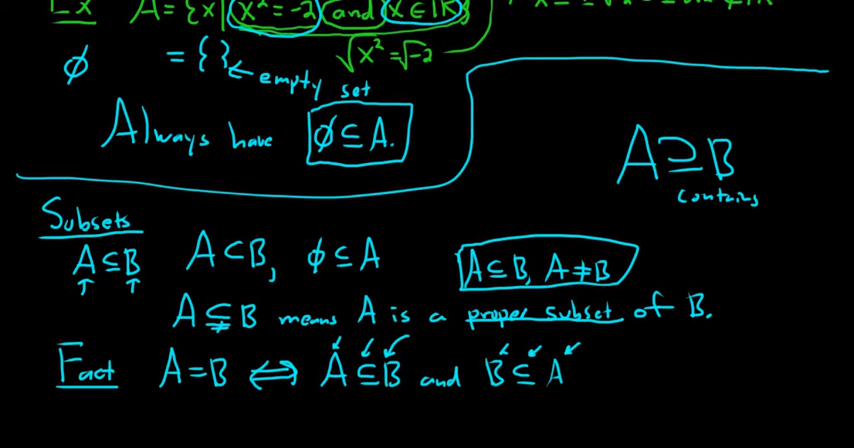 Ex A = {x | x² = -2 and x ∈ ℝ}
√x² = √-2
∅ = { } ← empty set
Always have ∅ ⊆ A.
A ⊇ B
contains
Subsets
A ⊆ B A ⊂ B, ∅ ⊆ A A ⊆ B, A ≠ B
A ⊊ B means A is a proper subset of B.
Fact A = B ⟺ A ⊆ B and B ⊆ A